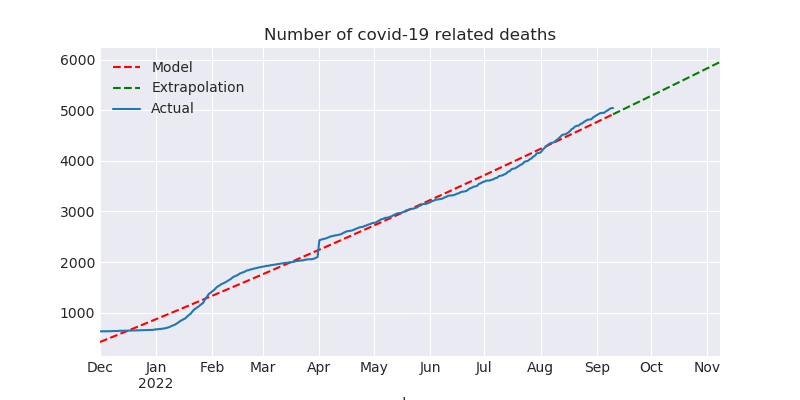 Number of covid-19 related deaths
6000
5000
4000
3000
2000
1000
Model
Extrapolation
Actual
Dec Jan Feb Mar Apr May Jun Jul Aug Sep Oct Nov
2022